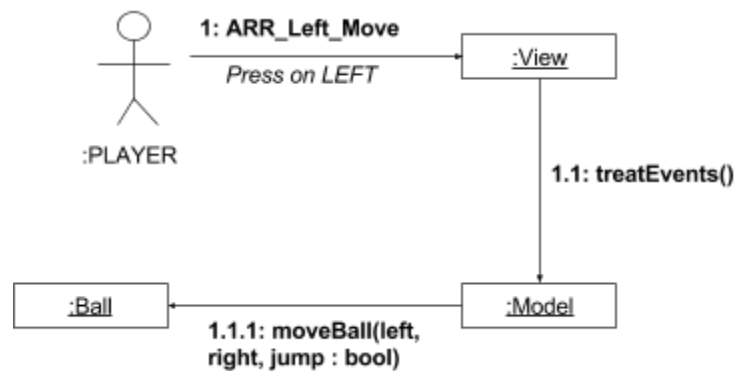 1: ARR_Left_Move
Press on LEFT
:View
:PLAYER
1.1: treatEvents()
:Ball
:Model
1.1.1: moveBall(left,
right, jump : bool)